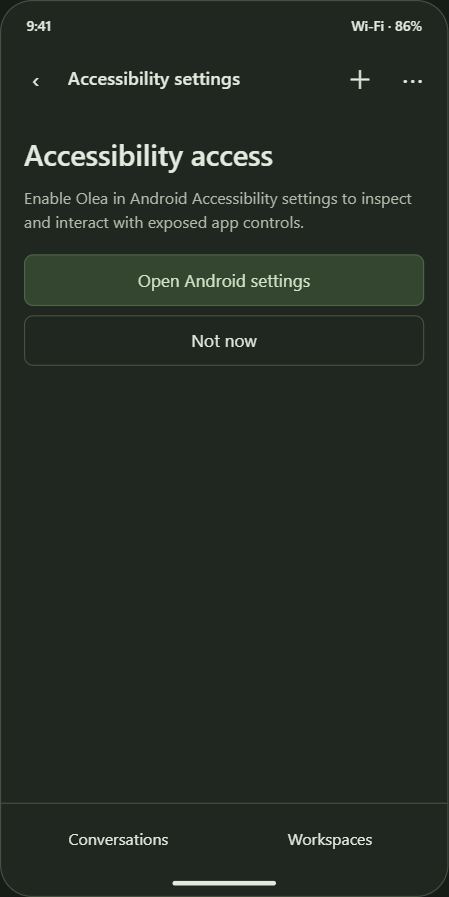 9:41
Wi-Fi · 86%
‹ Accessibility settings + ...
Accessibility access
Enable Olea in Android Accessibility settings to inspect
and interact with exposed app controls.
Open Android settings
Not now
Conversations
Workspaces